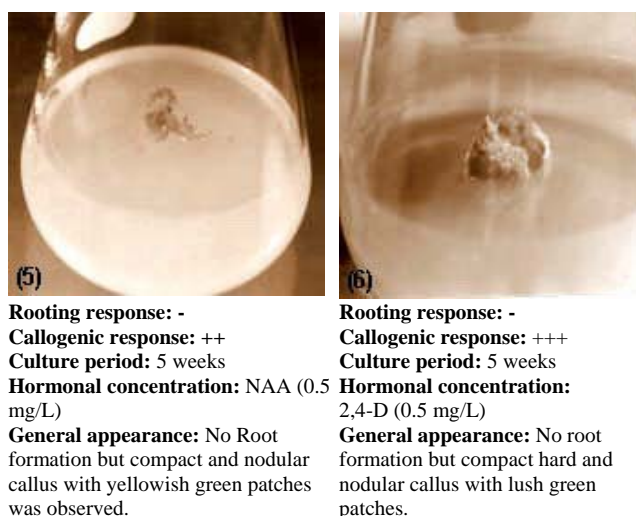 (5)
Rooting response: -
Callogenic response: ++
Culture period: 5 weeks
Hormonal concentration: NAA (0.5
mg/L)
General appearance: No Root
formation but compact and nodular
callus with yellowish green patches
was observed.
(6)
Rooting response: -
Callogenic response: +++
Culture period: 5 weeks
Hormonal concentration:
2,4-D (0.5 mg/L)
General appearance: No root
formation but compact hard and
nodular callus with lush green
patches.